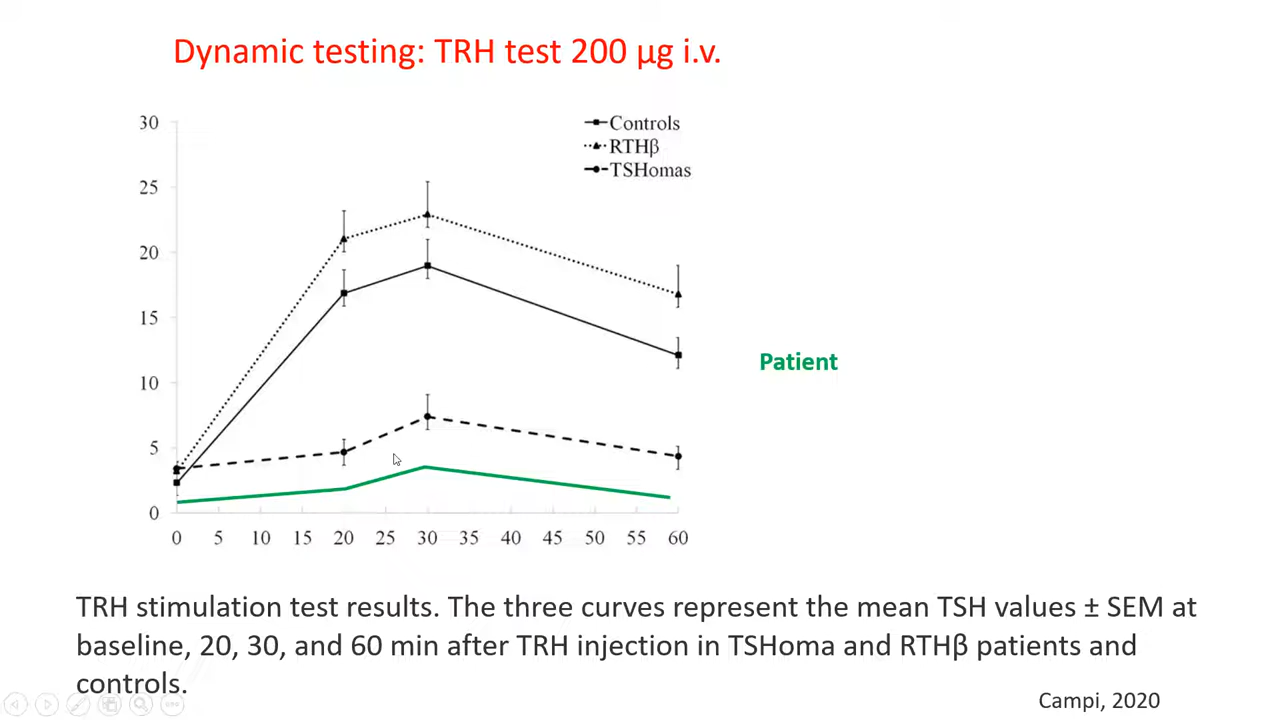 Dynamic testing: TRH test 200 µg i.v.
30
25
20
15
10
5
0
Controls
RTHβ
TSHomas
Patient
0 5 10 15 20 25 30 35 40 45 50 55 60
TRH stimulation test results. The three curves represent the mean TSH values ± SEM at
baseline, 20, 30, and 60 min after TRH injection in TSHoma and RTHβ patients and
controls.
Campi, 2020